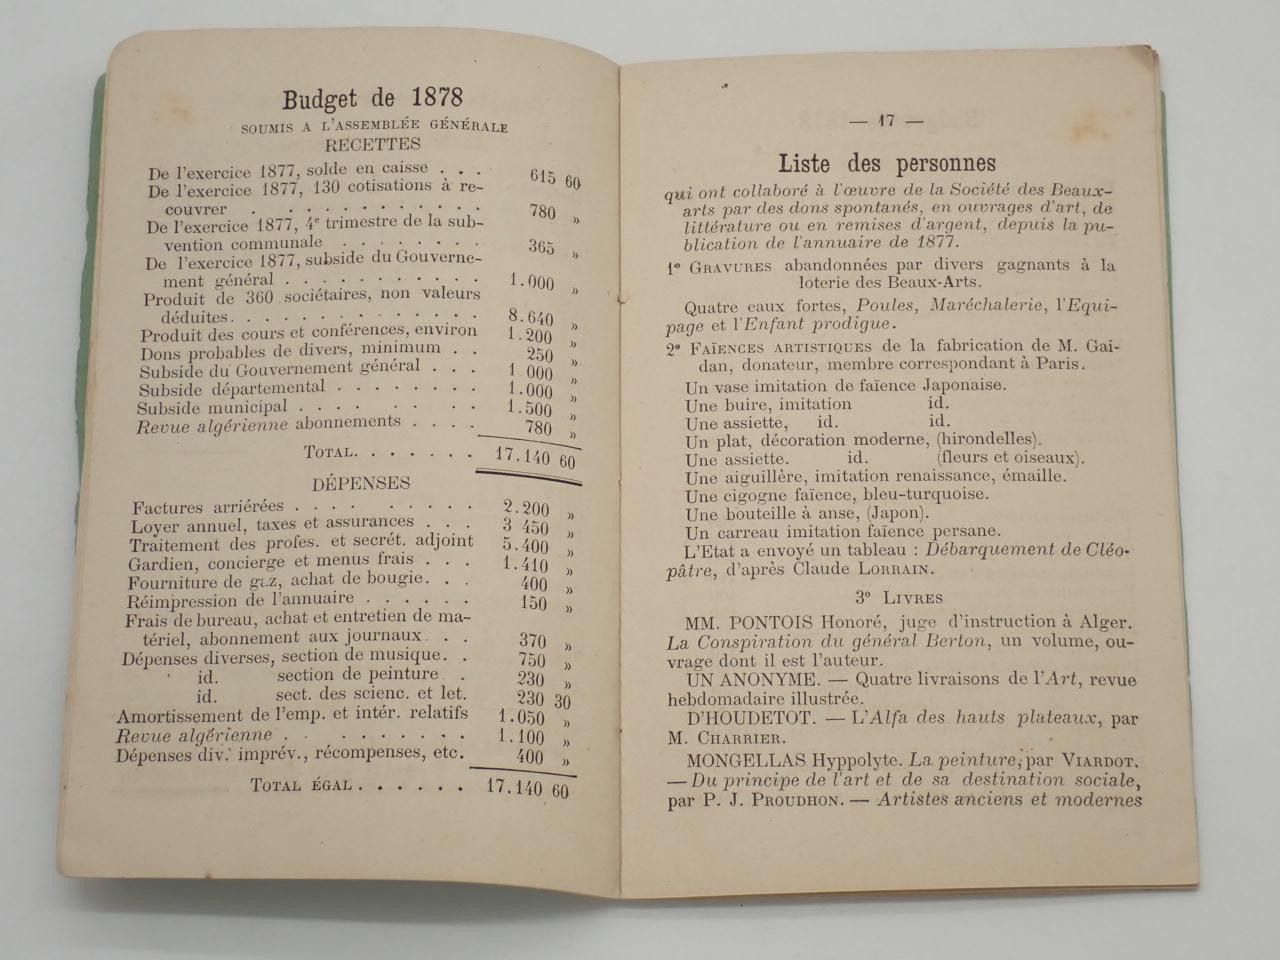 Budget de 1878
SOUMIS A L'ASSEMBLÉE GÉNÉRALE
RECETTES
De l'exercice 1877, solde en caisse . . . 615 60
De l'exercice 1877, 130 cotisations à re-
couvrer . . . . . . . . . . 780 »
De l'exercice 1877, 4e trimestre de la sub-
vention communale . . . . . . . 365 »
De l'exercice 1877, subside du Gouverne-
ment général . . . . . . . . . . 1.000 »
Produit de 360 sociétaires, non valeurs
déduites. . . . . . . . . . . . . 8.640 »
Produit des cours et conférences, environ 1.200 »
Dons probables de divers, minimum . . 250 »
Subside du Gouvernement général . . . 1 000 »
Subside départemental . . . . . . . . 1.000 »
Subside municipal . . . . . . . . 1.500 »
Revue algérienne abonnements . . . . 780 »
TOTAL. . . . . . . 17.140 60
DÉPENSES
Factures arriérées . . . . . . . . . 2.200 »
Loyer annuel, taxes et assurances . . . 3 450 »
Traitement des profes. et secrét. adjoint 5.400 »
Gardien, concierge et menus frais . . . 1.410 »
Fourniture de gaz, achat de bougie. . . 400 »
Réimpression de l'annuaire . . . . . . 150 »
Frais de bureau, achat et entretien de ma-
tériel, abonnement aux journaux . . . 370 »
Dépenses diverses, section de musique. . 750 »
id. section de peinture . 230 »
id. sect. des scienc. et let. 230 30
Amortissement de l'emp. et intér. relatifs 1.050 »
Revue algérienne . . . . . . . . . 1.100 »
Dépenses div. imprév., récompenses, etc. 400 »
TOTAL ÉGAL . . . . . . 17.140 60
— 17 —
Liste des personnes
qui ont collaboré à l'œuvre de la Société des Beaux-
arts par des dons spontanés, en ouvrages d'art, de
littérature ou en remises d'argent, depuis la pu-
blication de l'annuaire de 1877.
1° GRAVURES abandonnées par divers gagnants à la
loterie des Beaux-Arts.
Quatre eaux fortes, Poules, Maréchalerie, l'Equi-
page et l'Enfant prodigue.
2° FAÏENCES ARTISTIQUES de la fabrication de M. Gai-
dan, donateur, membre correspondant à Paris.
Un vase imitation de faïence Japonaise.
Une buire, imitation id.
Une assiette, id. id.
Un plat, décoration moderne, (hirondelles).
Une assiette. id. (fleurs et oiseaux).
Une aiguillère, imitation renaissance, émaille.
Une cigogne faïence, bleu-turquoise.
Une bouteille à anse, (Japon).
Un carreau imitation faïence persane.
L'Etat a envoyé un tableau : Débarquement de Cléo-
pâtre, d'après Claude LORRAIN.
3° LIVRES
MM. PONTOIS Honoré, juge d'instruction à Alger.
La Conspiration du général Berton, un volume, ou-
vrage dont il est l'auteur.
UN ANONYME. — Quatre livraisons de l'Art, revue
hebdomadaire illustrée.
D'HOUDETOT. — L'Alfa des hauts plateaux, par
M. CHARRIER.
MONGELLAS Hyppolyte. La peinture, par VIARDOT.
— Du principe de l'art et de sa destination sociale,
par P. J. PROUDHON. — Artistes anciens et modernes